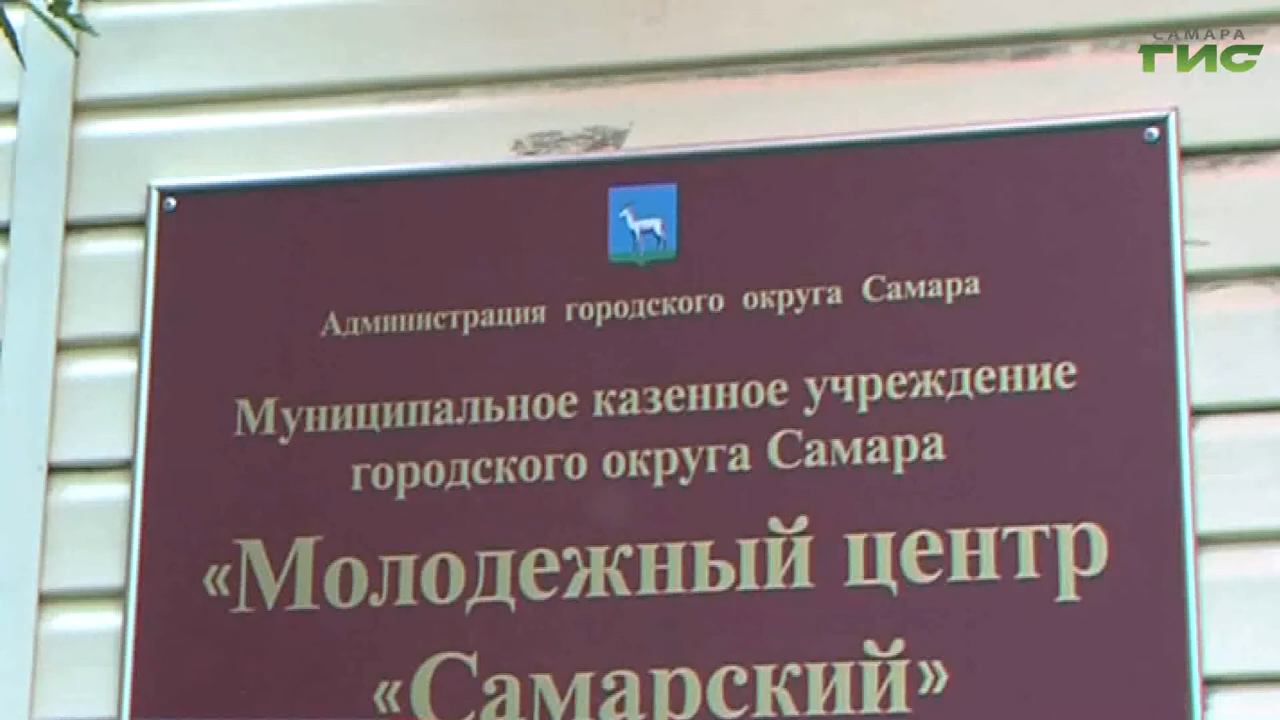 САМАРА
ГИС
Администрация городского округа Самара
Муниципальное казенное учреждение
городского округа Самара
«Молодежный центр
«Самарский»